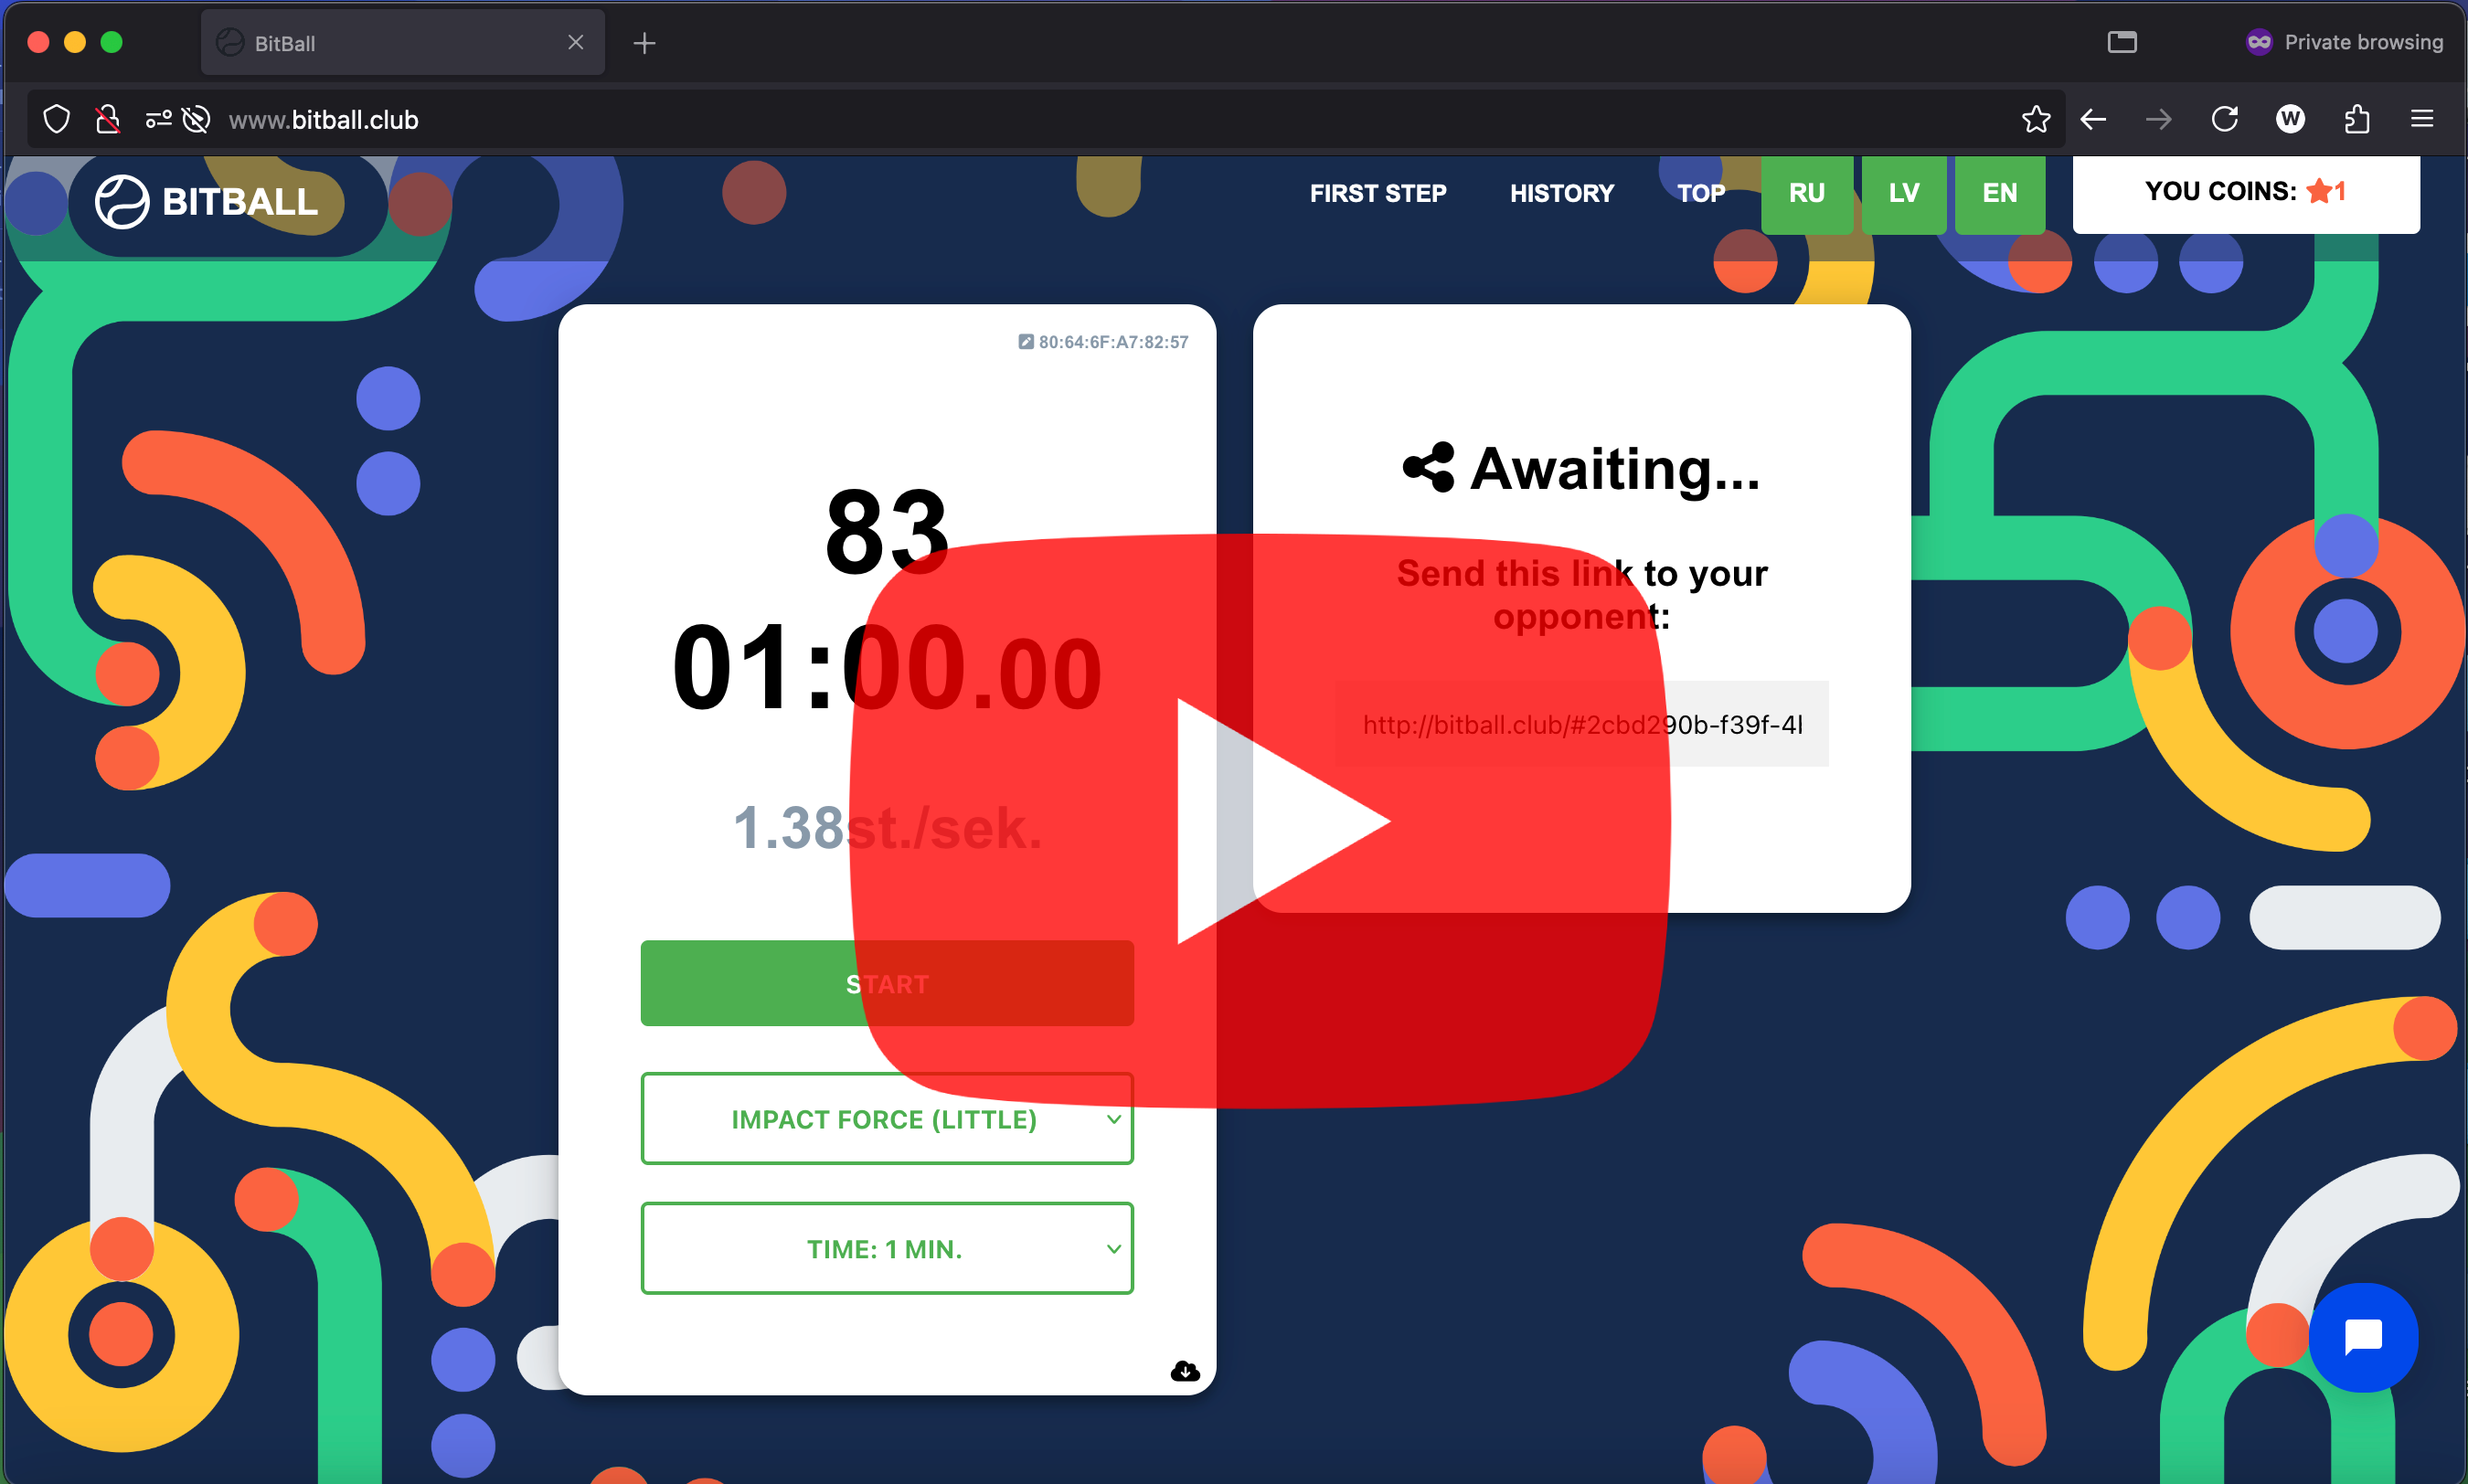 BitBall
Private browsing
www.bitball.club
W
BITBALL
FIRST STEP
HISTORY
TOP
RU
LV
EN
YOU COINS: 1
80:64:6F:A7:82:57
83
01:00.00
1.38st./sek.
START
IMPACT FORCE (LITTLE)
TIME: 1 MIN.
Awaiting...
Send this link to your
opponent:
http://bitball.club/#2cbd290b-f39f-4l